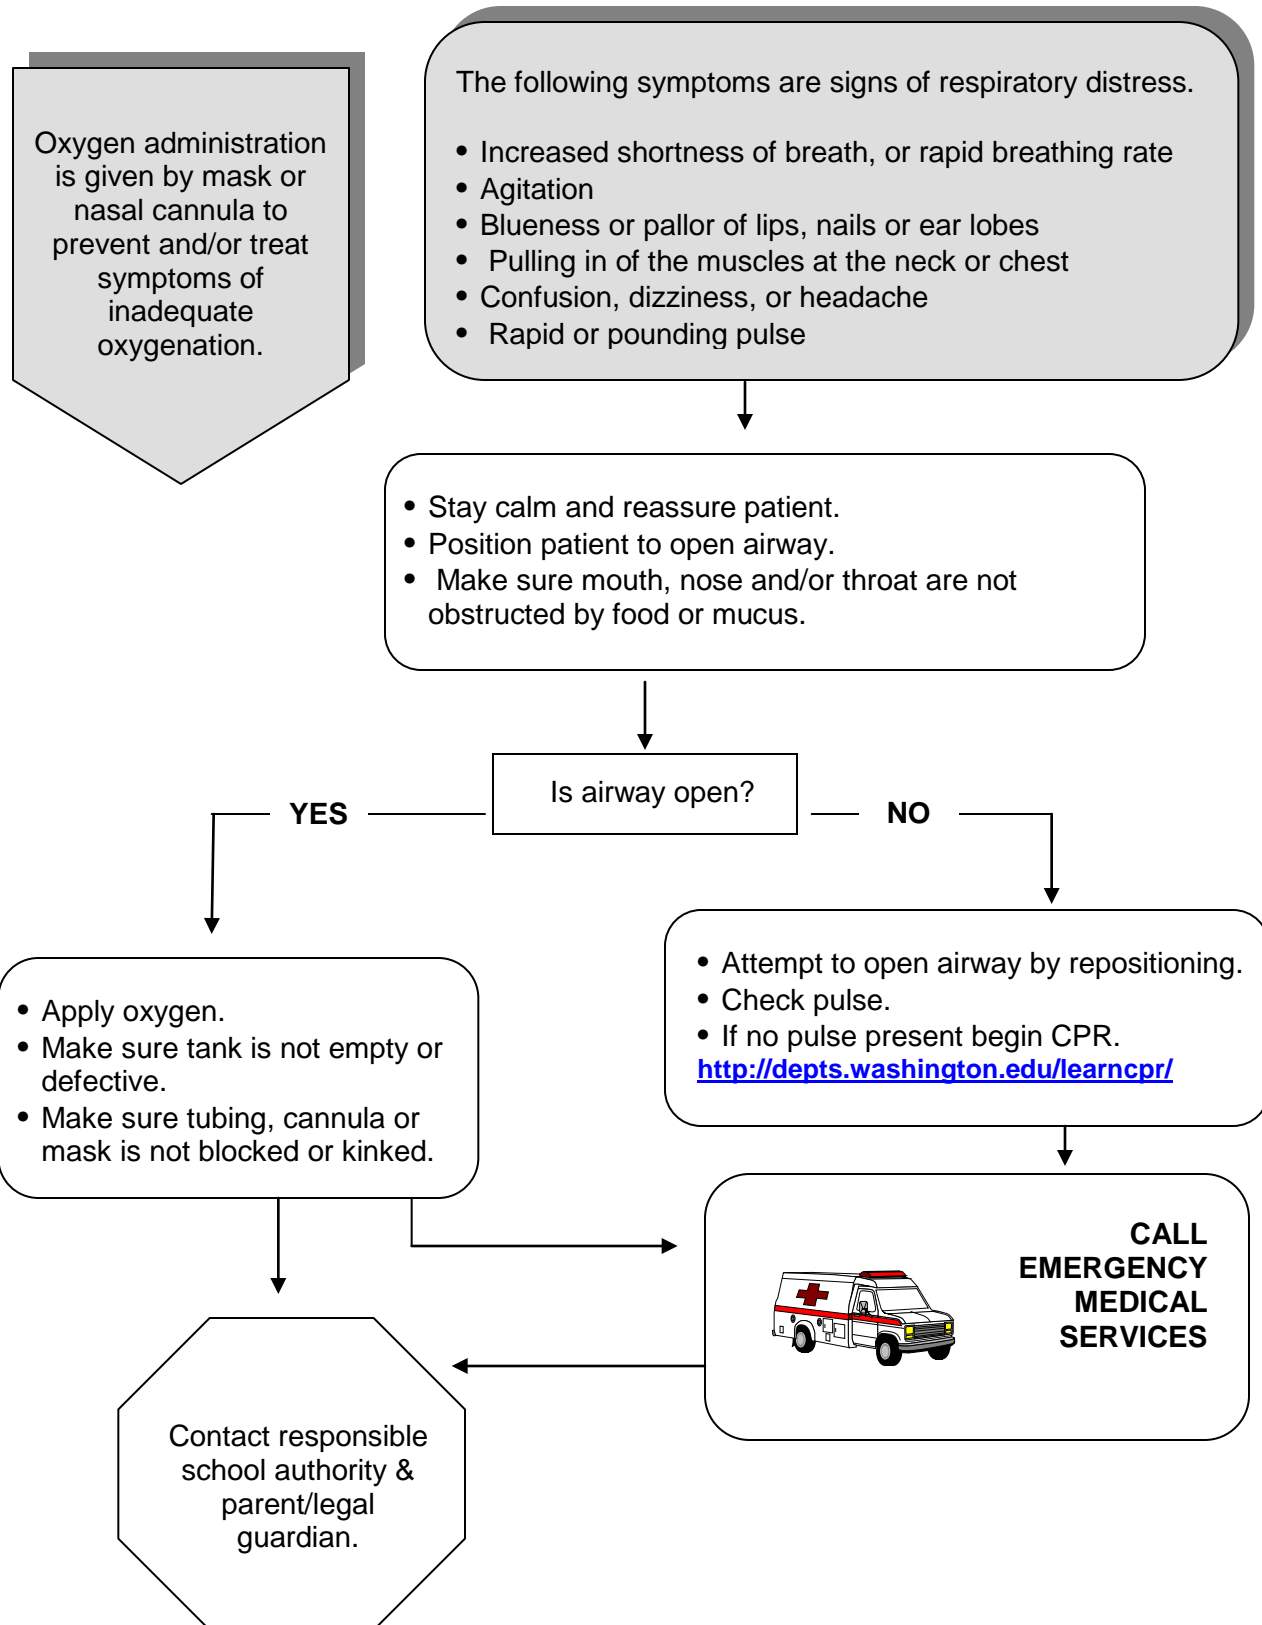 Oxygen administration
is given by mask or
nasal cannula to
prevent and/or treat
symptoms of
inadequate
oxygenation.
The following symptoms are signs of respiratory distress.
• Increased shortness of breath, or rapid breathing rate
• Agitation
• Blueness or pallor of lips, nails or ear lobes
• Pulling in of the muscles at the neck or chest
• Confusion, dizziness, or headache
• Rapid or pounding pulse
• Stay calm and reassure patient.
• Position patient to open airway.
• Make sure mouth, nose and/or throat are not
obstructed by food or mucus.
Is airway open?
YES
NO
• Apply oxygen.
• Make sure tank is not empty or
defective.
• Make sure tubing, cannula or
mask is not blocked or kinked.
• Attempt to open airway by repositioning.
• Check pulse.
• If no pulse present begin CPR.
http://depts.washington.edu/learncpr/
CALL
EMERGENCY
MEDICAL
SERVICES
Contact responsible
school authority &
parent/legal
guardian.